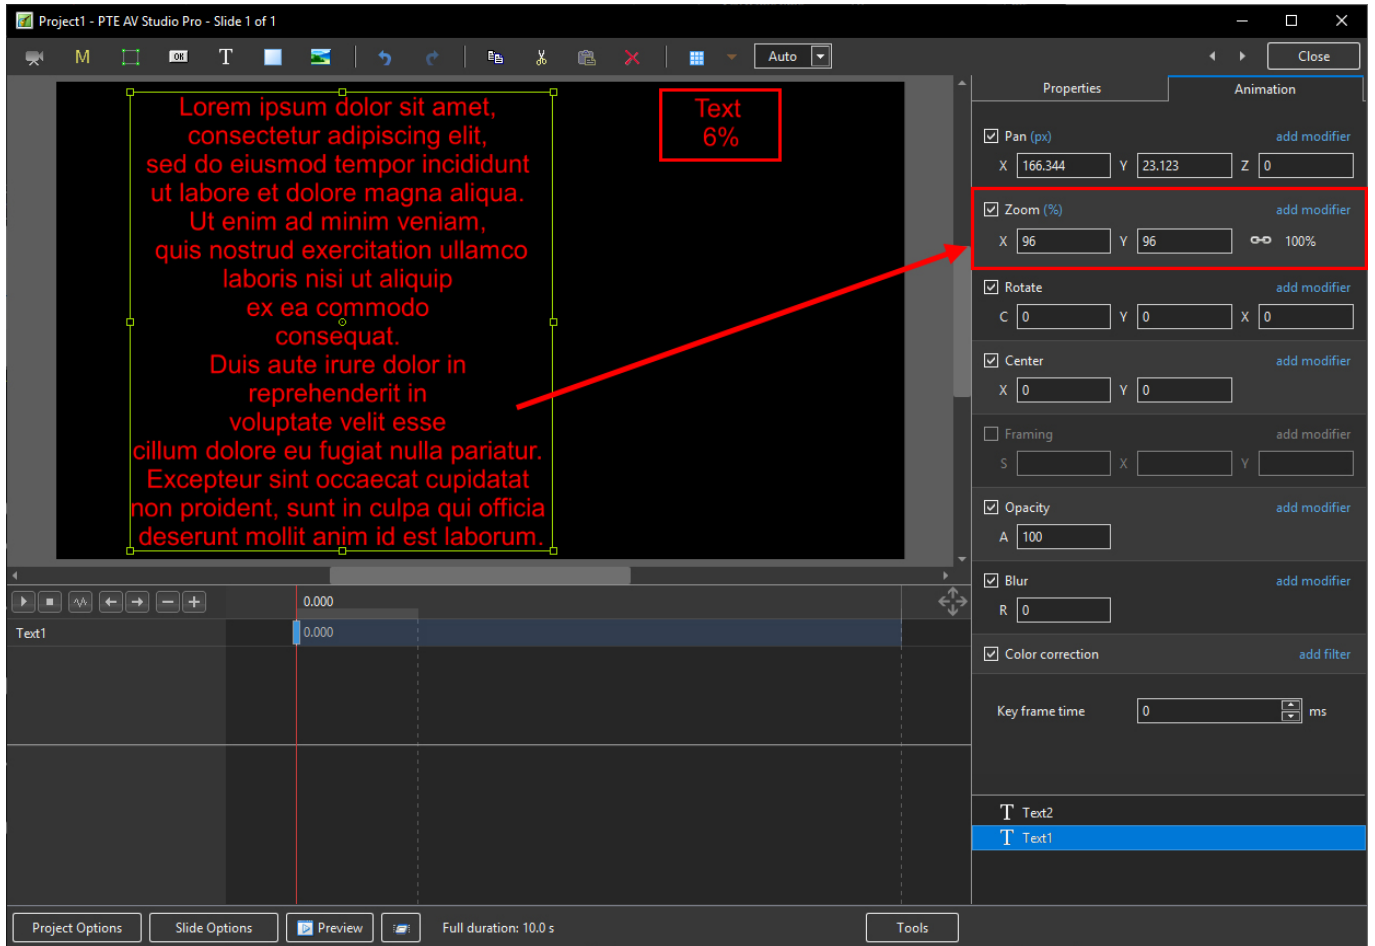 Project1 - PTE AV Studio Pro - Slide 1 of 1
M OK T Auto Close
Lorem ipsum dolor sit amet,
consectetur adipiscing elit,
sed do eiusmod tempor incididunt
ut labore et dolore magna aliqua.
Ut enim ad minim veniam,
quis nostrud exercitation ullamco
laboris nisi ut aliquip
ex ea commodo
consequat.
Duis aute irure dolor in
reprehenderit in
voluptate velit esse
cillum dolore eu fugiat nulla pariatur.
Excepteur sint occaecat cupidatat
non proident, sunt in culpa qui officia
deserunt mollit anim id est laborum.
Text
6%
Properties Animation
Pan (px) add modifier
X 166.344 Y 23.123 Z 0
Zoom (%) add modifier
X 96 Y 96 100%
Rotate add modifier
C 0 Y 0 X 0
Center add modifier
X 0 Y 0
Framing add modifier
S X Y
Opacity add modifier
A 100
Blur add modifier
R 0
Color correction add filter
Key frame time 0 ms
T Text2
T Text1
0.000
Text1 0.000
Project Options Slide Options Preview Full duration: 10.0 s Tools